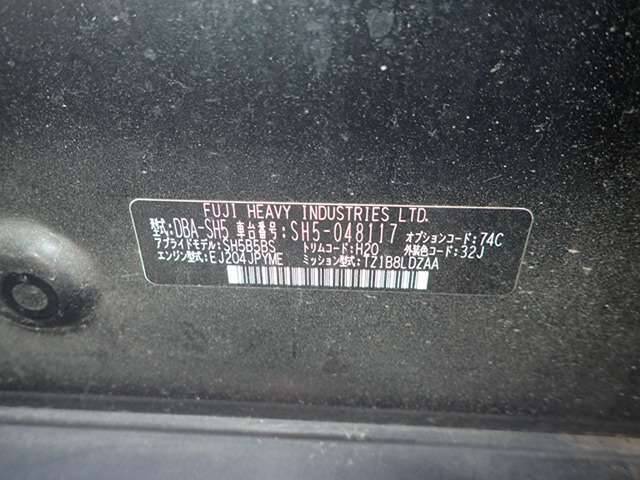 FUJI HEAVY INDUSTRIES LTD.
型式: DBA-SH5 車台番号: SH5-048117 オプションコード: 74C
アプライドモデル: SH5B5BS トリムコード: H20 外装色コード: 32J
エンジン型式: EJ204JPYME ミッション型式: TZ1B8LDZAA